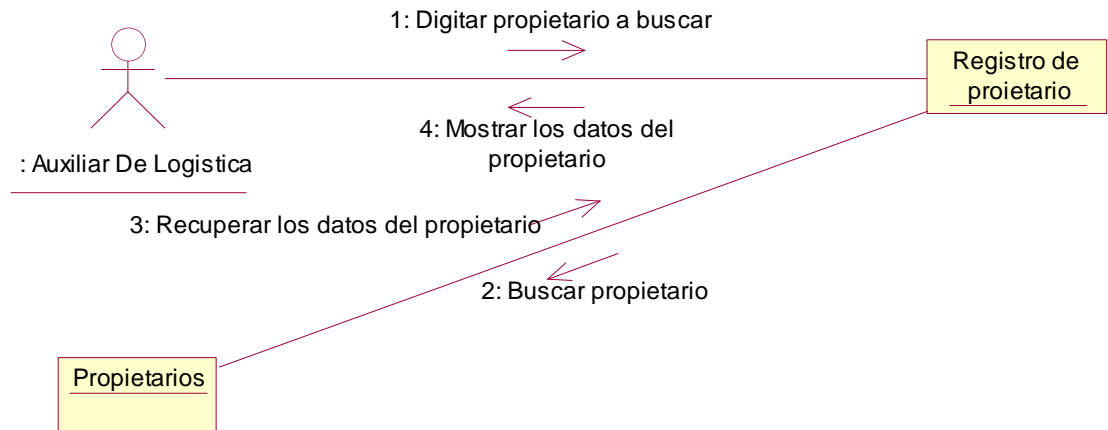 1: Digitar propietario a buscar
Registro de
proietario
4: Mostrar los datos del
propietario
: Auxiliar De Logistica
3: Recuperar los datos del propietario
2: Buscar propietario
Propietarios